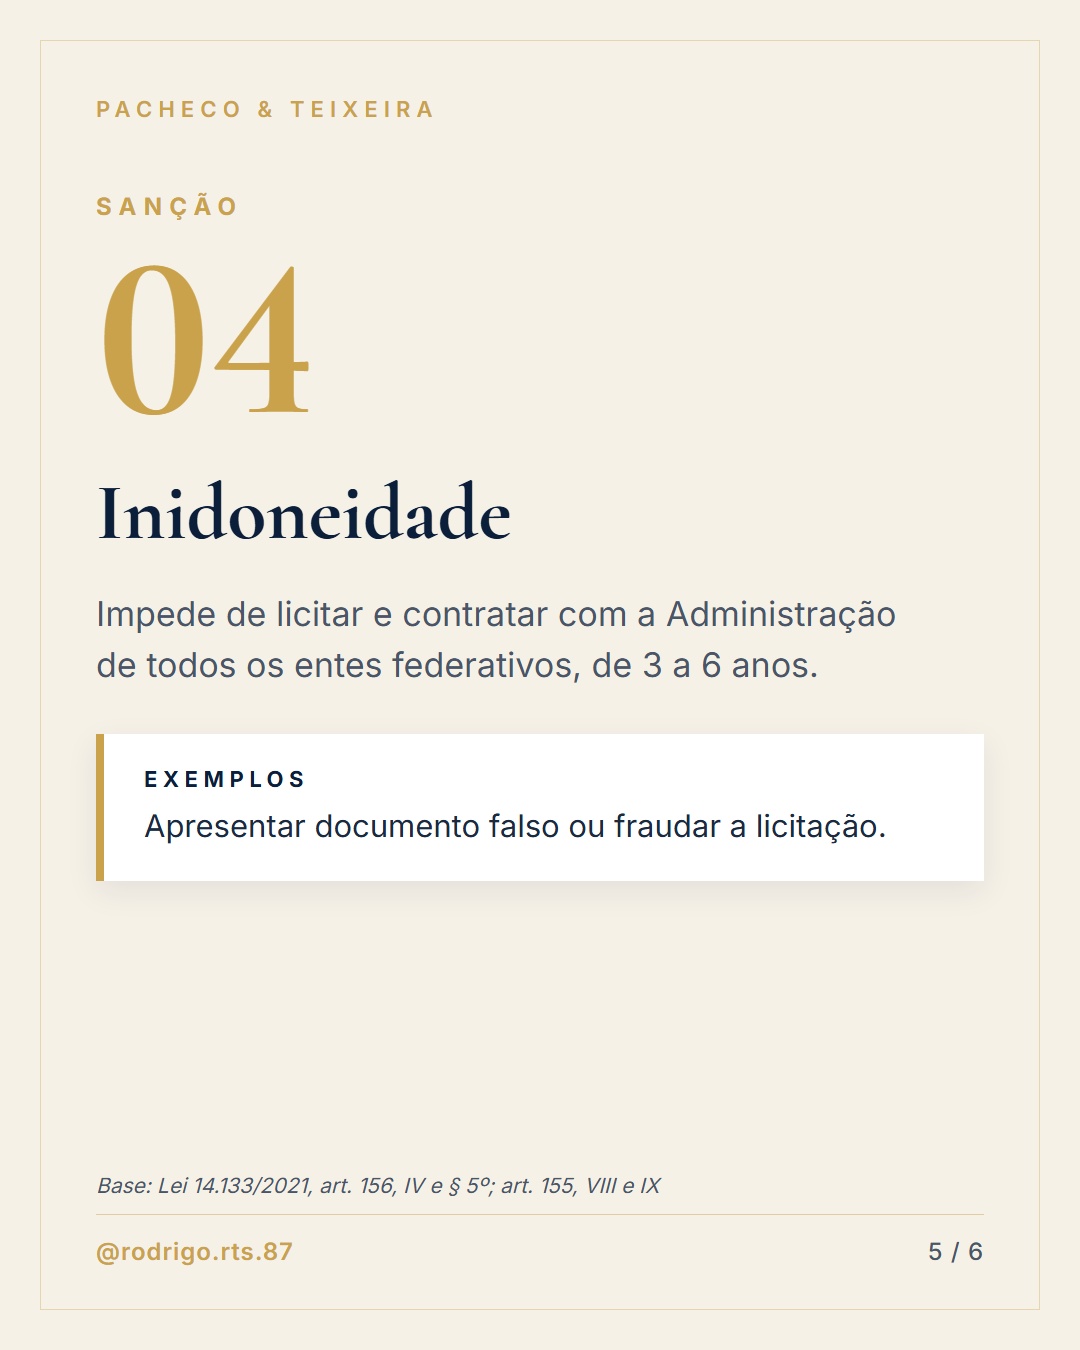 PACHECO & TEIXEIRA
SANÇÃO
04
Inidoneidade
Impede de licitar e contratar com a Administração
de todos os entes federativos, de 3 a 6 anos.
EXEMPLOS
Apresentar documento falso ou fraudar a licitação.
Base: Lei 14.133/2021, art. 156, IV e § 5º; art. 155, VIII e IX
@rodrigo.rts.87
5 / 6